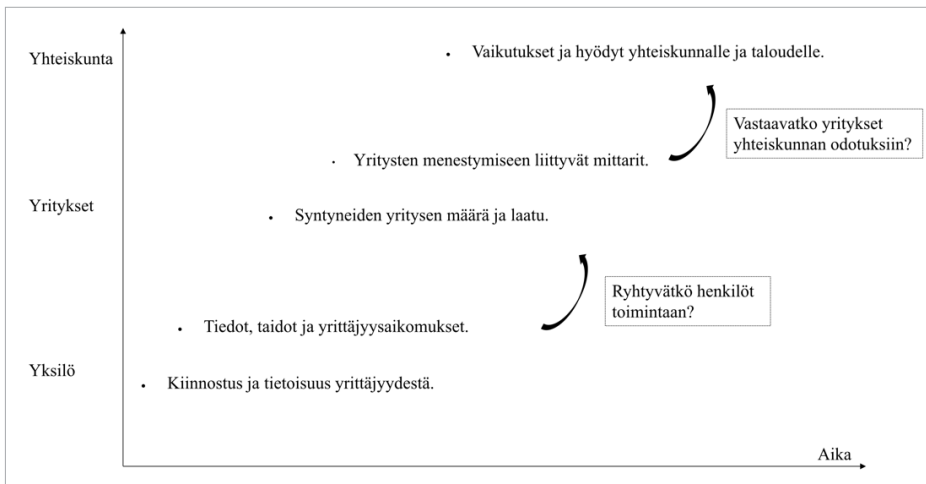 Yhteiskunta
Vaikutukset ja hyödyt yhteiskunnalle ja taloudelle.
Vastaavatko yritykset
yhteiskunnan odotuksiin?
Yritysten menestymiseen liittyvät mittarit.
Yritykset
Syntyneiden yritysen määrä ja laatu.
Ryhtyvätkö henkilöt
toimintaan?
Tiedot, taidot ja yrittäjyysaikomukset.
Yksilö
Kiinnostus ja tietoisuus yrittäjyydestä.
Aika